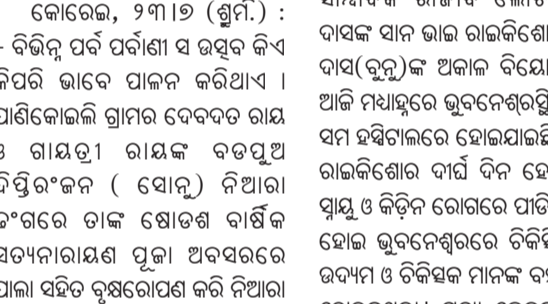 କୋରେଇ, ୨୩।୭ (ଶ୍ରୁମି.) :
- ବିଭିନ୍ନ ପର୍ବ ପର୍ବାଣୀ ସ ଉତ୍ସବ କିଏ
କିପରି ଭାବେ ପାଳନ କରିଥାଏ ।
ପାଣିକୋଇଲି ଗ୍ରାମର ଦେବଦତ ରାୟ
ଓ ଗାୟତ୍ରୀ ରାୟଙ୍କ ବଡପୁଅ
ଦିପ୍ତିରଂଜନ ( ସୋନୁ) ନିଆରା
ଢଂଗରେ ତାଙ୍କ ଷୋଡଶ ବାର୍ଷିକ
ସତ୍ୟନାରାୟଣ ପୂଜା ଅବସରରେ
ପାଲା ସହିତ ବୃକ୍ଷରୋପଣ କରି ନିଆରା
ଦାସଙ୍କ ସାନ ଭାଇ ରାଇକିଶୋ
ଦାସ(ବୁନୁ)ଙ୍କ ଅକାଳ ବିୟୋ
ଆଜି ମଧ୍ୟାହ୍ନରେ ଭୁବନେଶ୍ୱରସ୍ଥି
ସମ ହସ୍ପିଟାଲରେ ହୋଇଯାଇଛି
ରାଇକିଶୋର ଦୀର୍ଘ ଦିନ ହେ
ସ୍ନାୟୁ ଓ କିଡ଼ିନ ରୋଗରେ ପୀଡି
ହୋଇ ଭୁବନେଶ୍ୱରରେ ଚିକି
ଉଦ୍ୟମ ଓ ଚିକିତ୍ସକ ମାନଙ୍କ ବ